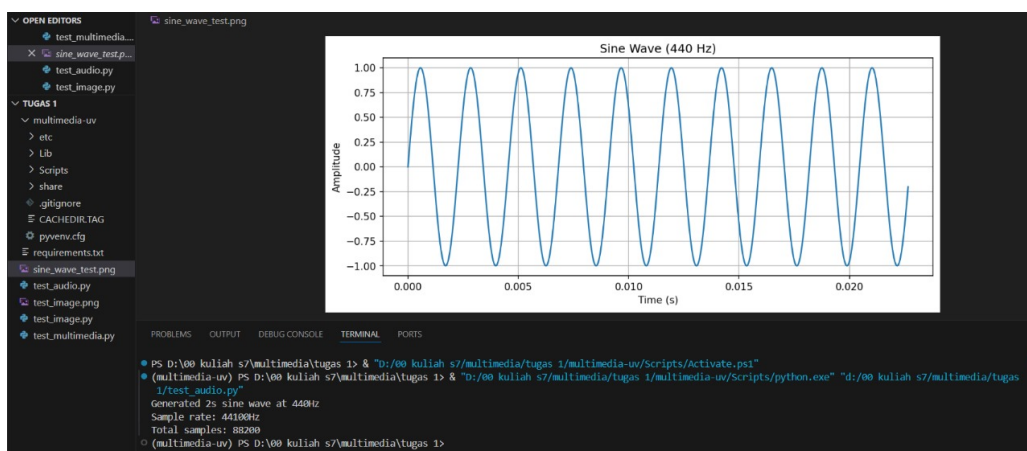 OPEN EDITORS
test_multimedia....
sine_wave_test.p...
test_audio.py
test_image.py
TUGAS 1
multimedia-uv
etc
Lib
Scripts
share
.gitignore
CACHEDIR.TAG
pyvenv.cfg
requirements.txt
sine_wave_test.png
test_audio.py
test_image.png
test_image.py
test_multimedia.py
sine_wave_test.png
Sine Wave (440 Hz)
Amplitude
1.00
0.75
0.50
0.25
0.00
−0.25
−0.50
−0.75
−1.00
0.000 0.005 0.010 0.015 0.020
Time (s)
PROBLEMS OUTPUT DEBUG CONSOLE TERMINAL PORTS
PS D:\00 kuliah s7\multimedia\tugas 1> & "D:/00 kuliah s7/multimedia/tugas 1/multimedia-uv/Scripts/Activate.ps1"
(multimedia-uv) PS D:\00 kuliah s7\multimedia\tugas 1> & "D:/00 kuliah s7/multimedia/tugas 1/multimedia-uv/Scripts/python.exe" "d:/00 kuliah s7/multimedia/tugas
1/test_audio.py"
Generated 2s sine wave at 440Hz
Sample rate: 44100Hz
Total samples: 88200
(multimedia-uv) PS D:\00 kuliah s7\multimedia\tugas 1>